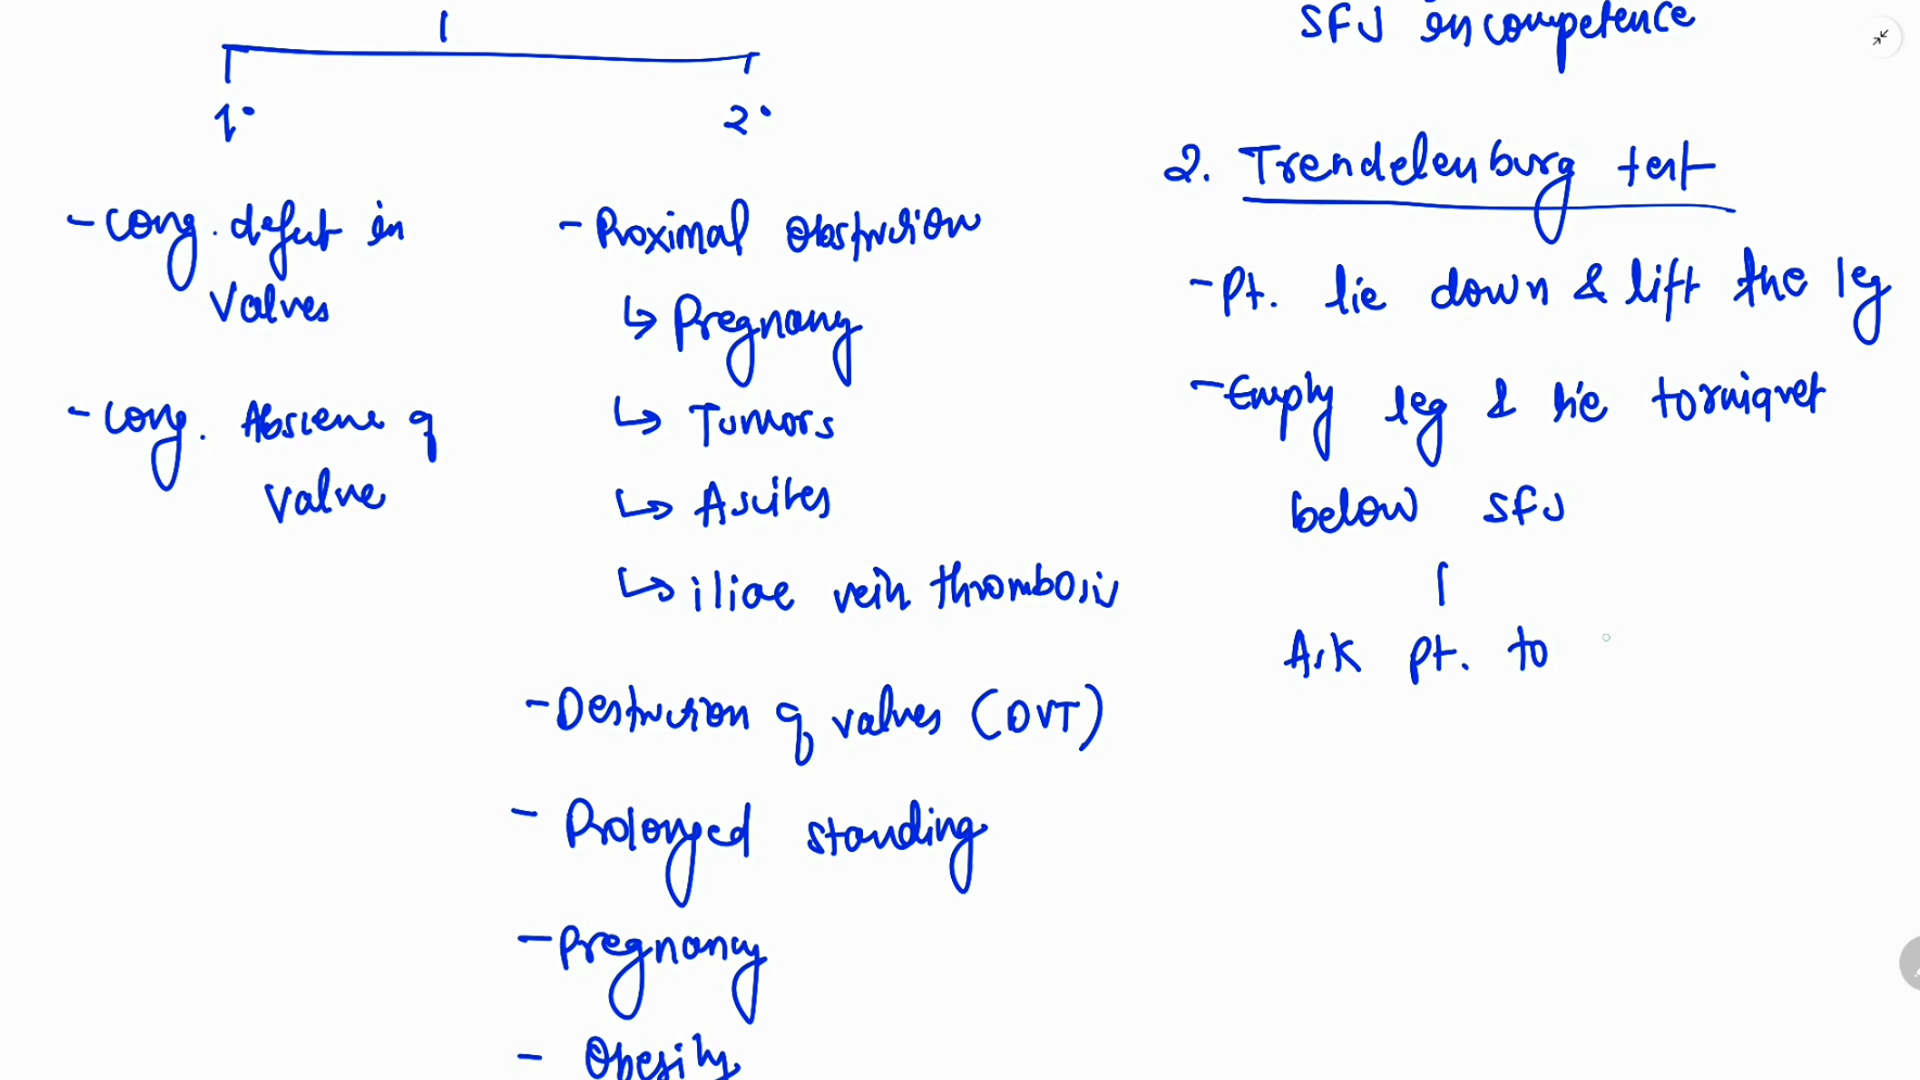 1° 2°
- Cong. defect in
Valves
- Cong. Absence of
Valve
- Proximal obstruction
↳ Pregnancy
↳ Tumors
↳ Ascites
↳ iliac vein thrombosis
- Destruction of valves (DVT)
- Prolonged standing
- Pregnancy
- Obesity
SFJ incompetence
2. Trendelenburg test
- Pt. lie down & lift the leg
- Empty leg & tie torniquet
below SFJ
Ask pt. to